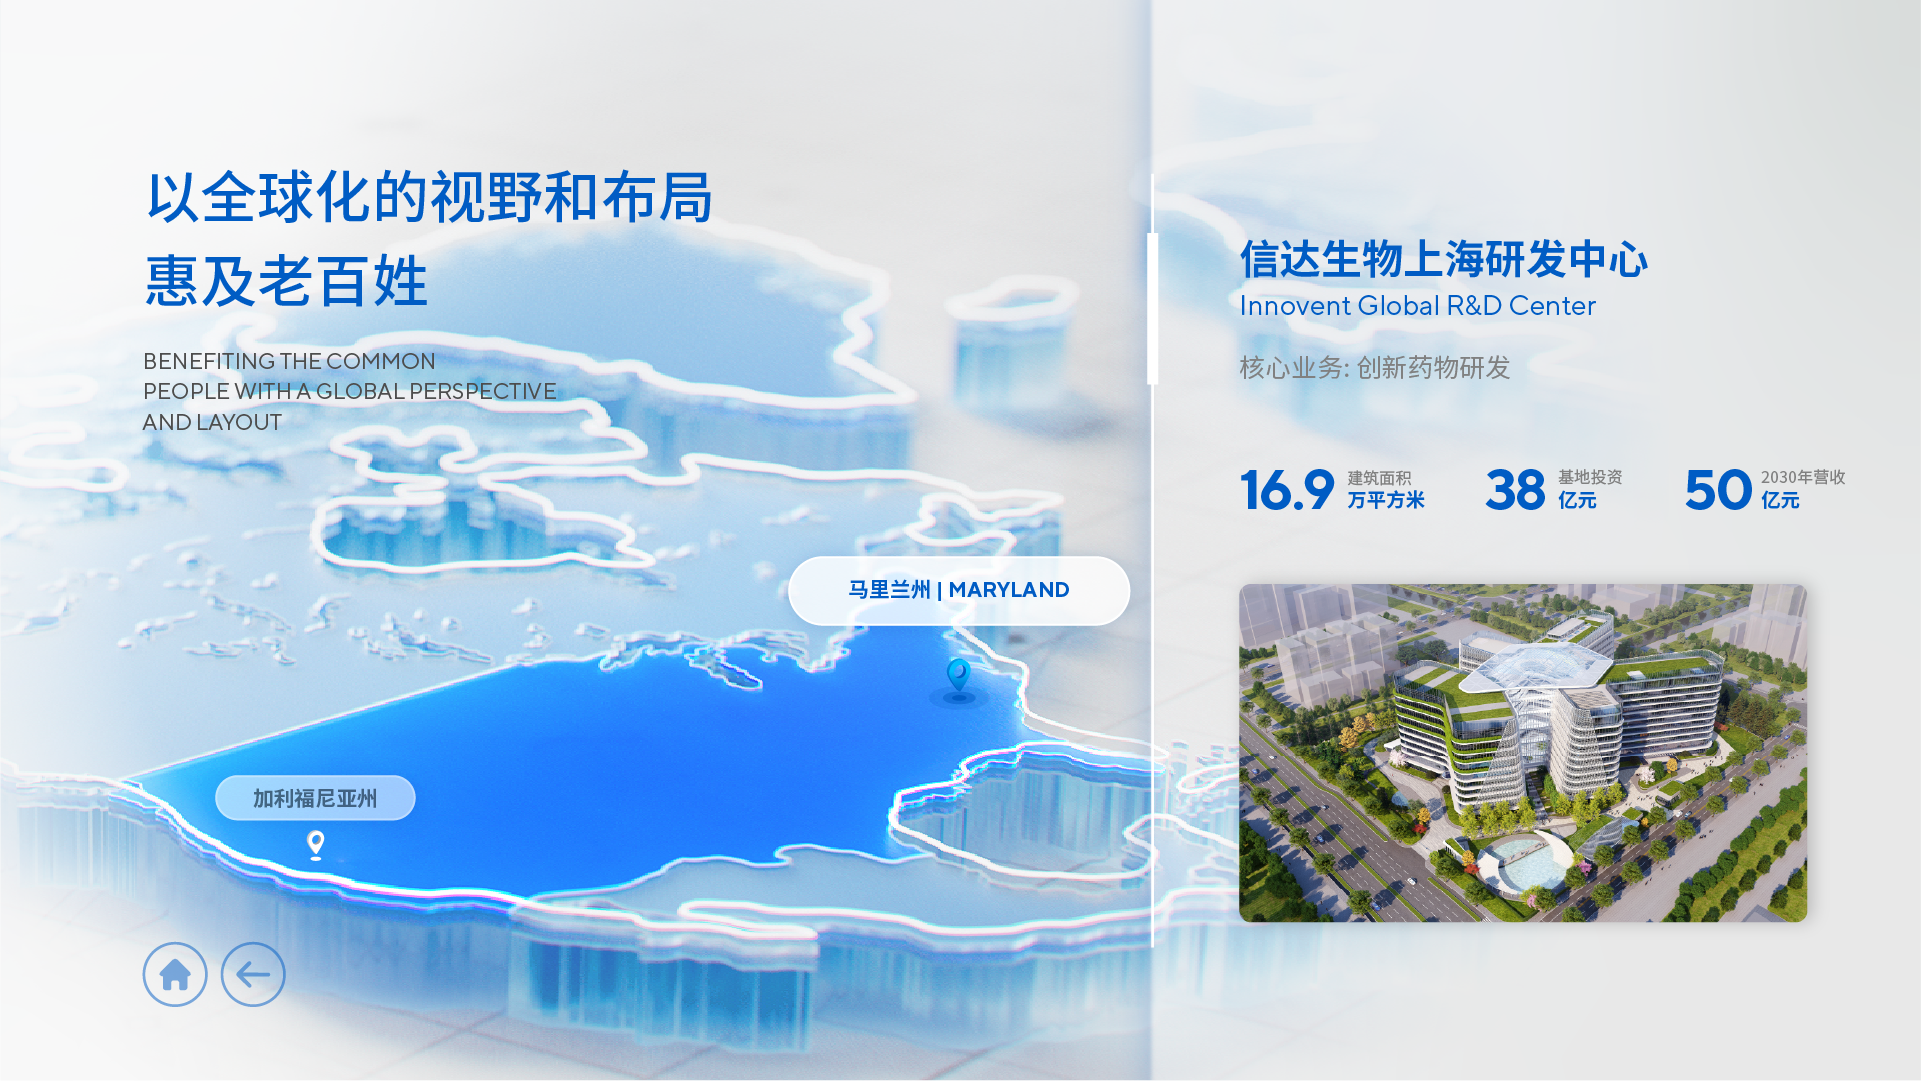 以全球化的视野和布局
惠及老百姓
BENEFITING THE COMMON
PEOPLE WITH A GLOBAL PERSPECTIVE
AND LAYOUT
马里兰州 | MARYLAND
加利福尼亚州
信达生物上海研发中心
Innovent Global R&D Center
核心业务: 创新药物研发
16.9 建筑面积 万平方米
38 基地投资 亿元
50 2030年营收 亿元